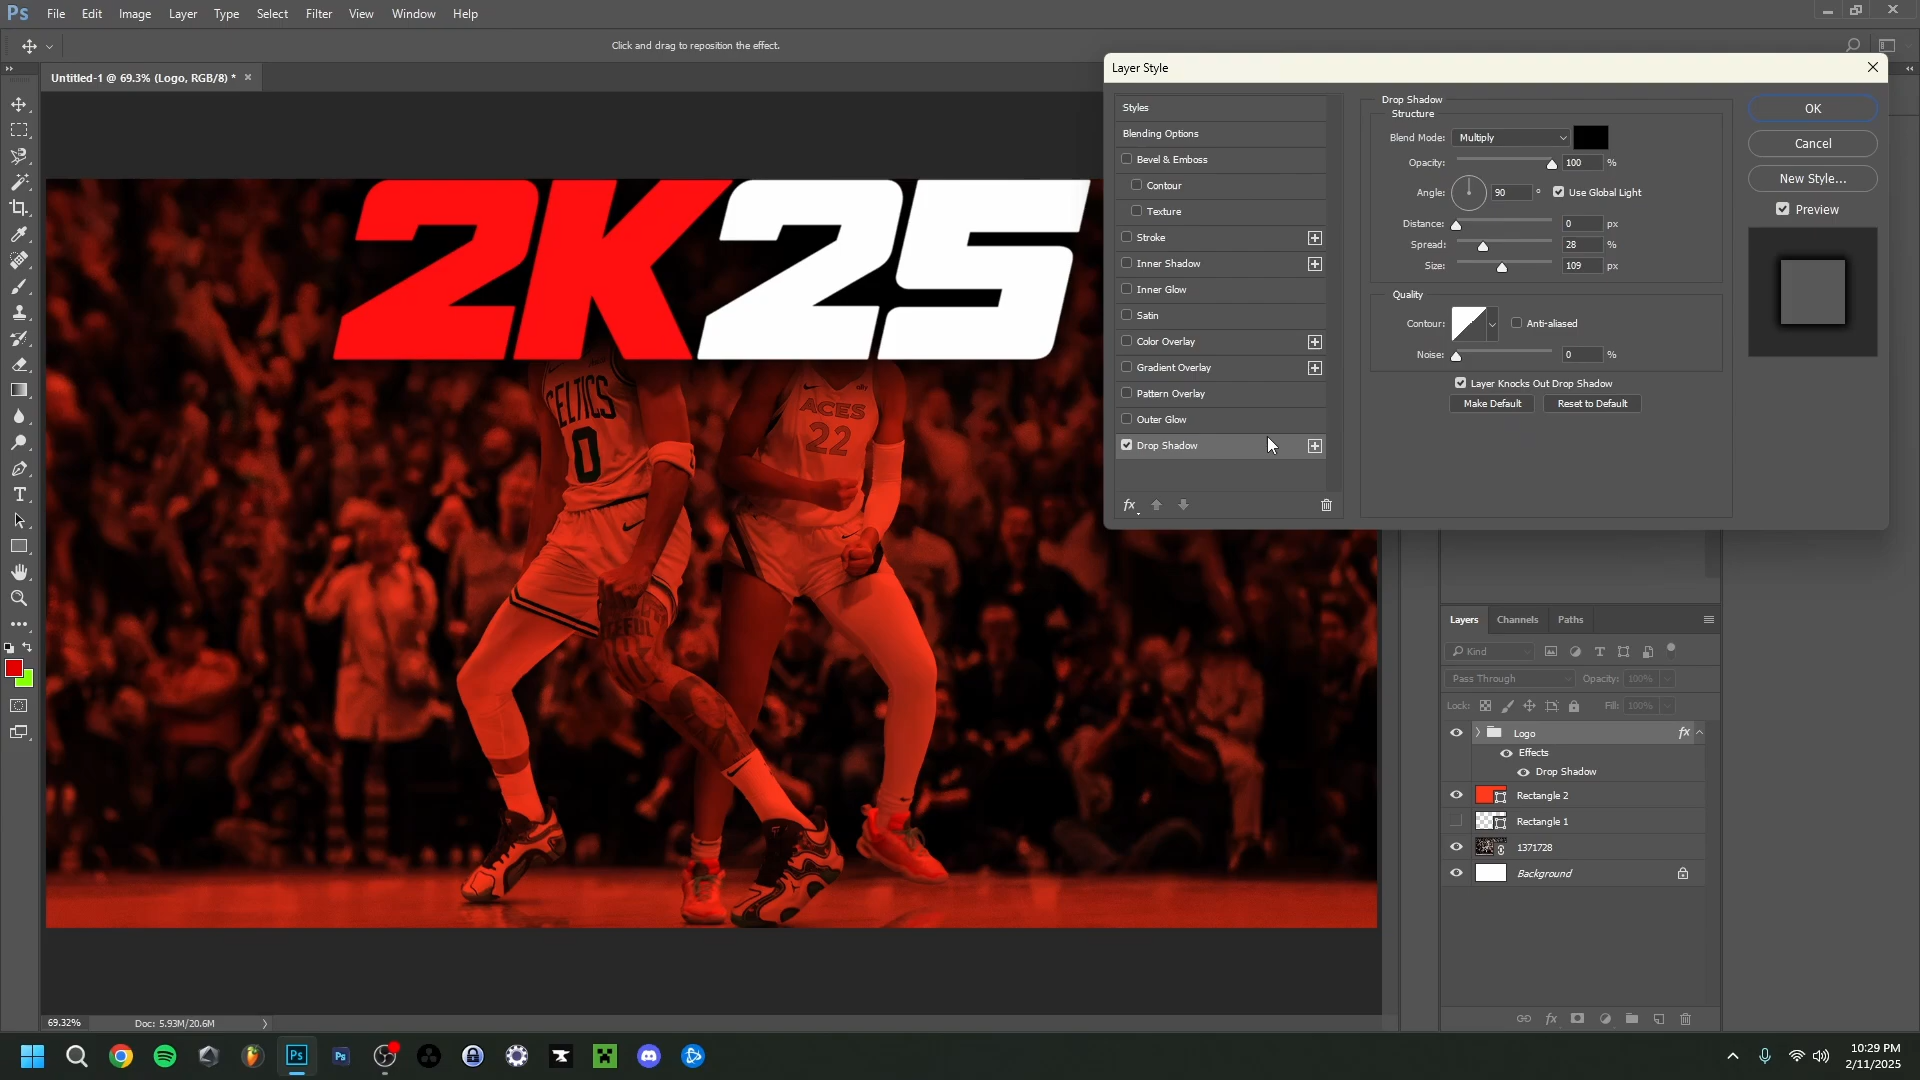 Ps File Edit Image Layer Type Select Filter View Window Help
Click and drag to reposition the effect.
Untitled-1 @ 69.3% (Logo, RGB/8) *
Layer Style
Styles
Blending Options
Bevel & Emboss
Contour
Texture
Stroke
Inner Shadow
Inner Glow
Satin
Color Overlay
Gradient Overlay
Pattern Overlay
Outer Glow
Drop Shadow
fx
Drop Shadow
Structure
Blend Mode: Multiply
Opacity: 100 %
Angle: 90 ° Use Global Light
Distance: 0 px
Spread: 28 %
Size: 109 px
Quality
Contour: Anti-aliased
Noise: 0 %
Layer Knocks Out Drop Shadow
Make Default Reset to Default
OK
Cancel
New Style...
Preview
2K25
CELTICS
0
ally
ACES
22
Layers Channels Paths
Kind
Pass Through Opacity: 100%
Lock: Fill: 100%
Logo fx
Effects
Drop Shadow
Rectangle 2
Rectangle 1
1371728
Background
fx
69.32% Doc: 5.93M/20.6M
Ps Ps
10:29 PM
2/11/2025